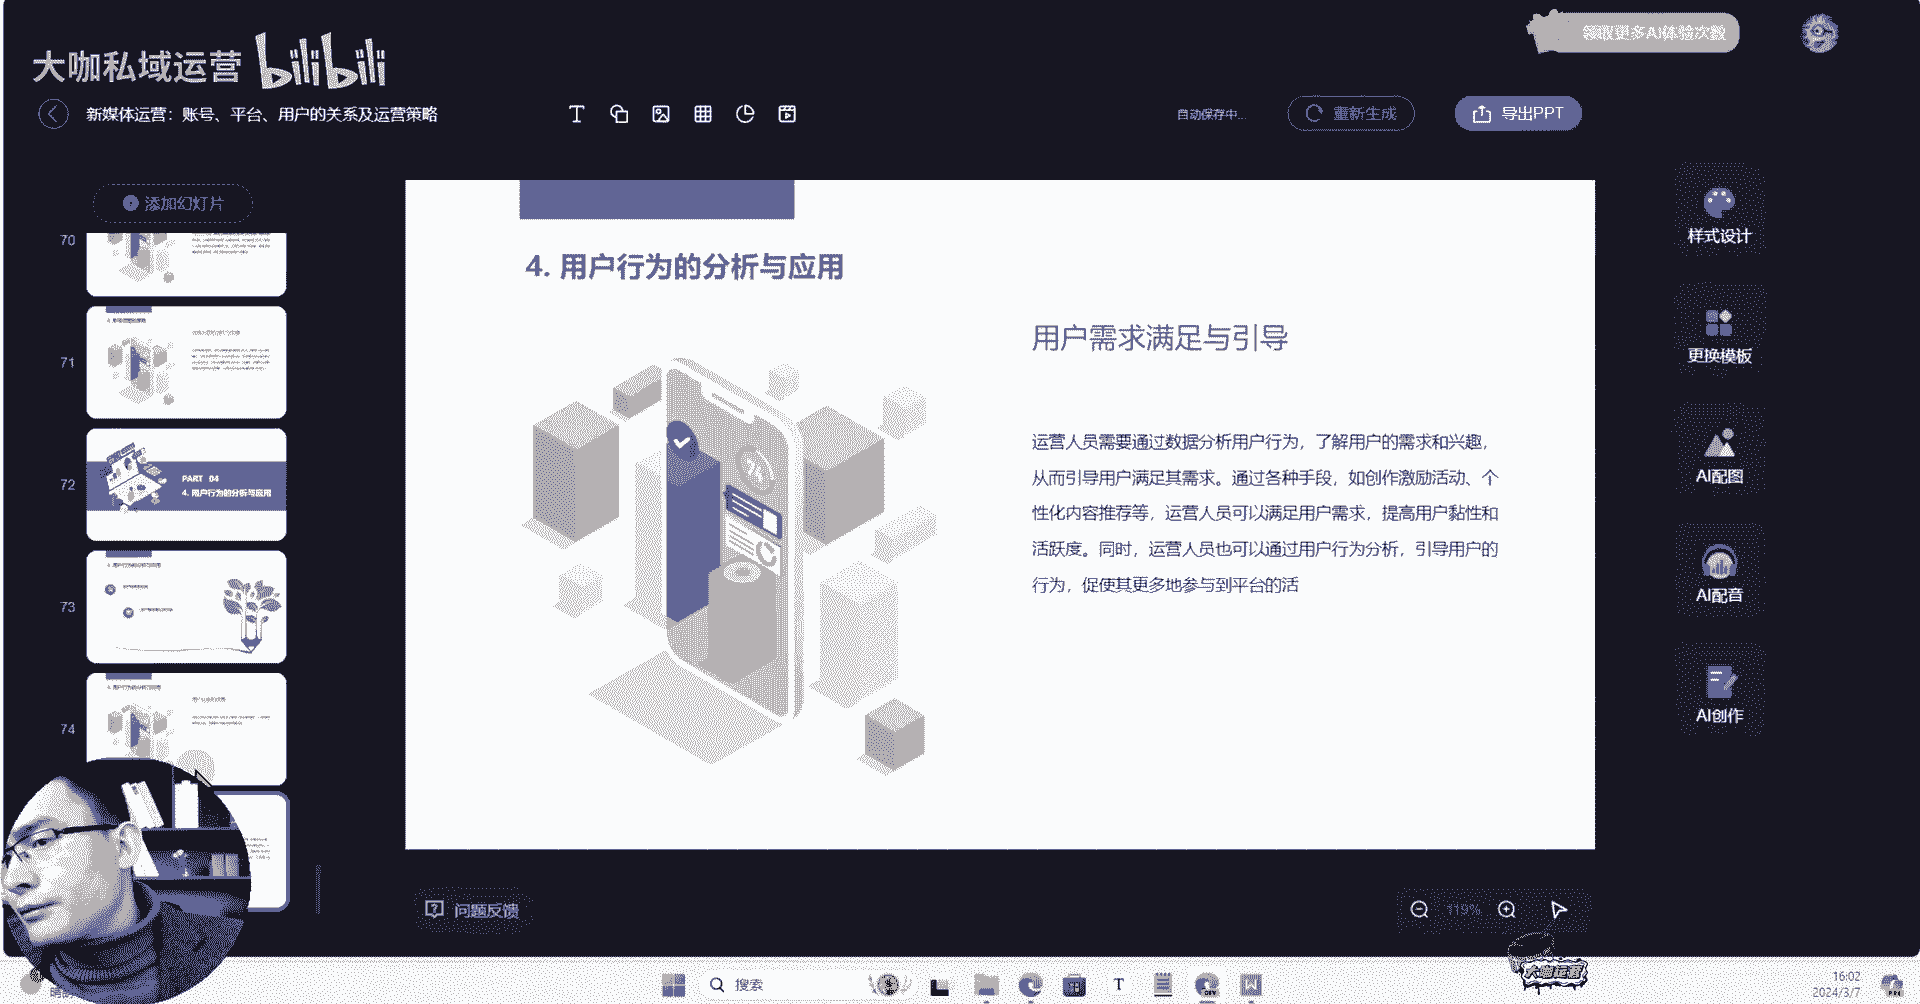 领取更多AI体验次数
大咖私域运营 bilibili
新媒体运营：账号、平台、用户的关系及运营策略
自动保存中...
重新生成
导出PPT
添加幻灯片
70
71
72
PART 04
4. 用户行为的分析与应用
73
74
4. 用户行为的分析与应用
用户需求满足与引导
运营人员需要通过数据分析用户行为，了解用户的需求和兴趣，
从而引导用户满足其需求。通过各种手段，如创作激励活动、个
性化内容推荐等，运营人员可以满足用户需求，提高用户黏性和
活跃度。同时，运营人员也可以通过用户行为分析，引导用户的
行为，促使其更多地参与到平台的活
样式设计
更换模板
AI配图
AI配音
AI创作
问题反馈
119%
大咖运营
搜索
16:02
2024/3/7